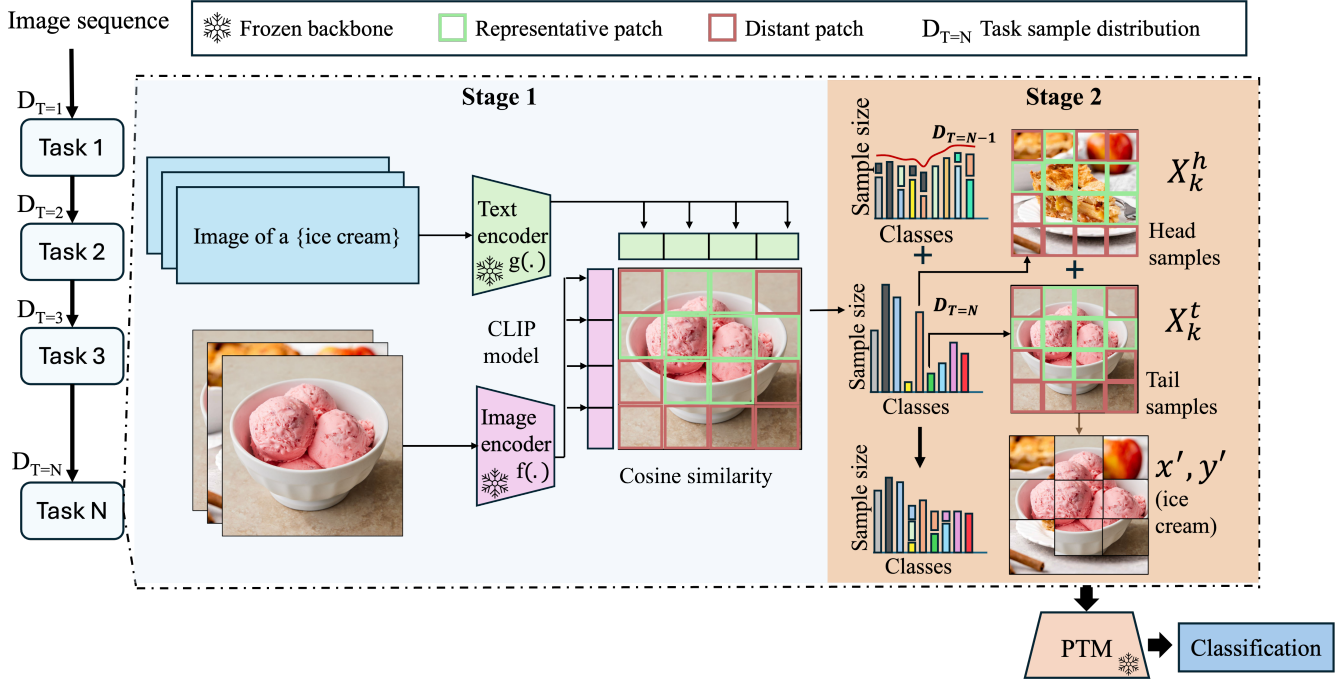 Image sequence
Frozen backbone
Representative patch
Distant patch
D_{T=N} Task sample distribution
D_{T=1}
Task 1
D_{T=2}
Task 2
D_{T=3}
Task 3
D_{T=N}
Task N
Stage 1
Image of a {ice cream}
Text
encoder
g(.)
CLIP
model
Image
encoder
f(.)
Cosine similarity
Stage 2
Sample size
D_{T=N-1}
Classes
+
Sample size
D_{T=N}
Classes
Sample size
Classes
X_k^h
Head
samples
+
X_k^t
Tail
samples
x′, y′
(ice
cream)
PTM
Classification